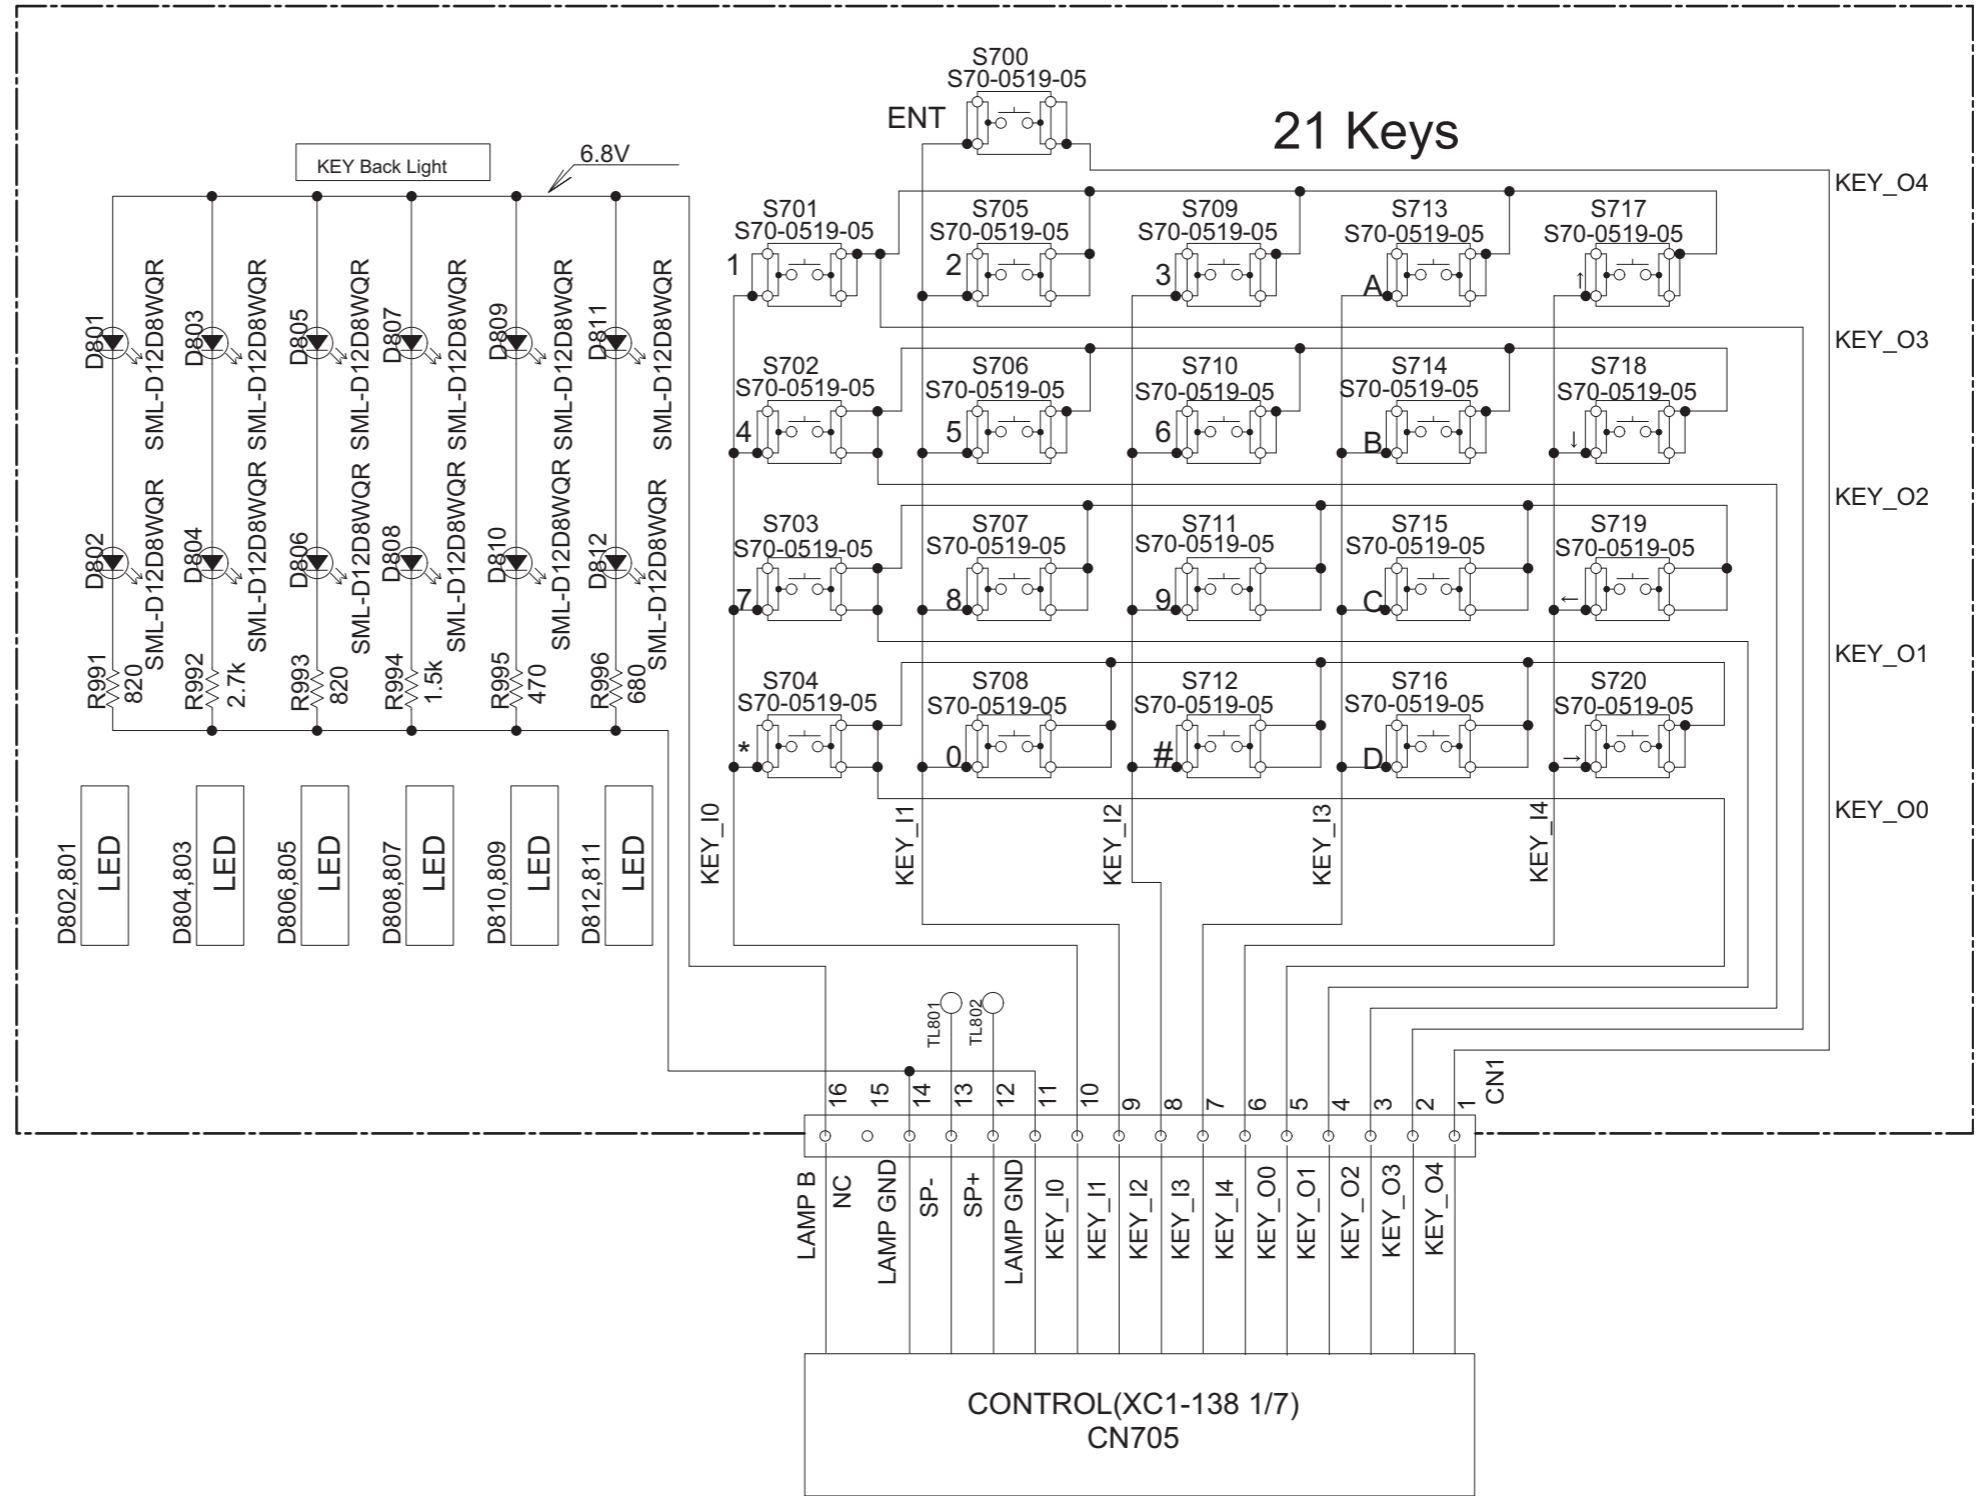 S700
S70-0519-05
ENT
21 Keys
KEY Back Light
6.8V
KEY_O4
S701
S70-0519-05
1
S705
S70-0519-05
2
S709
S70-0519-05
3
S713
S70-0519-05
A
S717
S70-0519-05
↑
KEY_O3
S702
S70-0519-05
4
S706
S70-0519-05
5
S710
S70-0519-05
6
S714
S70-0519-05
B
S718
S70-0519-05
↓
KEY_O2
S703
S70-0519-05
7
S707
S70-0519-05
8
S711
S70-0519-05
9
S715
S70-0519-05
C
S719
S70-0519-05
←
KEY_O1
S704
S70-0519-05
*
S708
S70-0519-05
0
S712
S70-0519-05
#
S716
S70-0519-05
D
S720
S70-0519-05
→
KEY_O0
D801
SML-D12D8WQR
D803
SML-D12D8WQR
D805
SML-D12D8WQR
D807
SML-D12D8WQR
D809
SML-D12D8WQR
D811
SML-D12D8WQR
D802
SML-D12D8WQR
D804
SML-D12D8WQR
D806
SML-D12D8WQR
D808
SML-D12D8WQR
D810
SML-D12D8WQR
D812
SML-D12D8WQR
R991
820
R992
2.7k
R993
820
R994
1.5k
R995
470
R996
680
D802,801
LED
D804,803
LED
D806,805
LED
D808,807
LED
D810,809
LED
D812,811
LED
KEY_I0
KEY_I1
KEY_I2
KEY_I3
KEY_I4
TL801
TL802
16
15
14
13
12
11
10
9
8
7
6
5
4
3
2
1
CN1
LAMP B
NC
LAMP GND
SP-
SP+
LAMP GND
KEY_I0
KEY_I1
KEY_I2
KEY_I3
KEY_I4
KEY_O0
KEY_O1
KEY_O2
KEY_O3
KEY_O4
CONTROL(XC1-138 1/7)
CN705